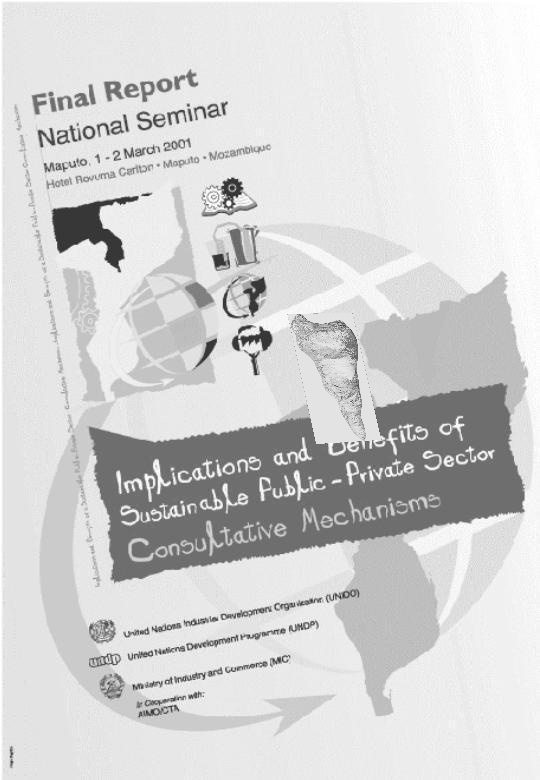 Final Report
National Seminar
Maputo, 1 - 2 March 2001
Hotel Rovuma Carlton • Maputo • Mozambique
Implications and Benefits of
Sustainable Public - Private Sector
Consultative Mechanisms
United Nations Industrial Development Organization (UNIDO)
undp United Nations Development Programme (UNDP)
Ministry of Industry and Commerce (MIC)
In Cooperation with:
AIMO/CTA